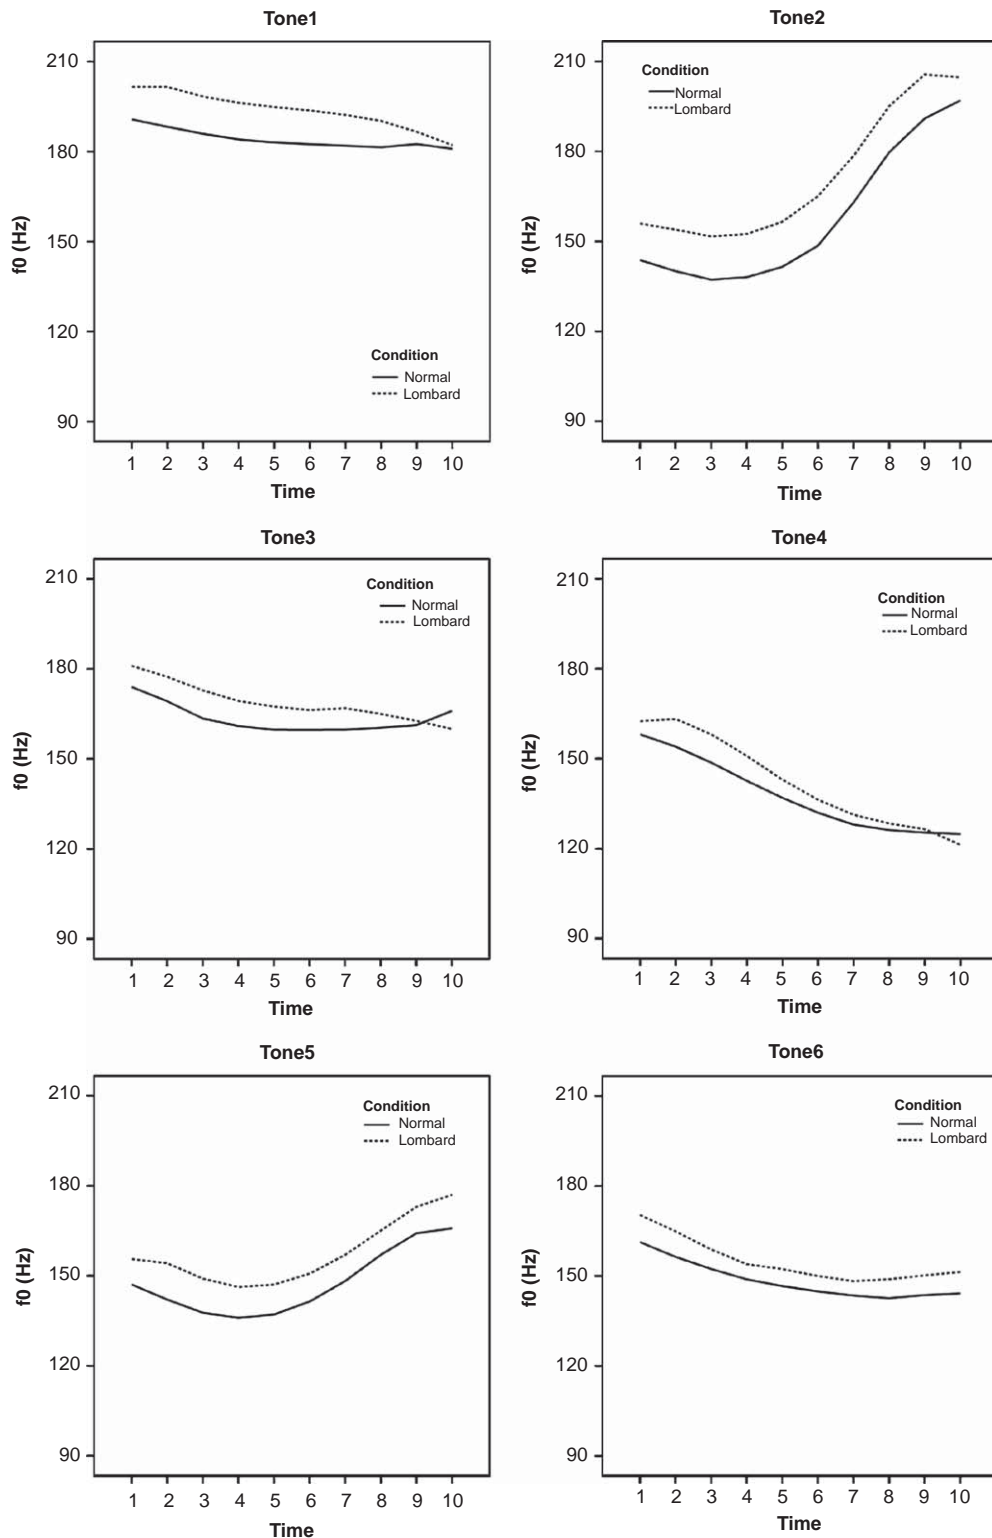 Tone1
210
180
150
120
90
f0 (Hz)
Condition
Normal
Lombard
1 2 3 4 5 6 7 8 9 10
Time
Tone2
210
180
150
120
90
f0 (Hz)
Condition
Normal
Lombard
1 2 3 4 5 6 7 8 9 10
Time
Tone3
210
180
150
120
90
f0 (Hz)
Condition
Normal
Lombard
1 2 3 4 5 6 7 8 9 10
Time
Tone4
210
180
150
120
90
f0 (Hz)
Condition
Normal
Lombard
1 2 3 4 5 6 7 8 9 10
Time
Tone5
210
180
150
120
90
f0 (Hz)
Condition
Normal
Lombard
1 2 3 4 5 6 7 8 9 10
Time
Tone6
210
180
150
120
90
f0 (Hz)
Condition
Normal
Lombard
1 2 3 4 5 6 7 8 9 10
Time